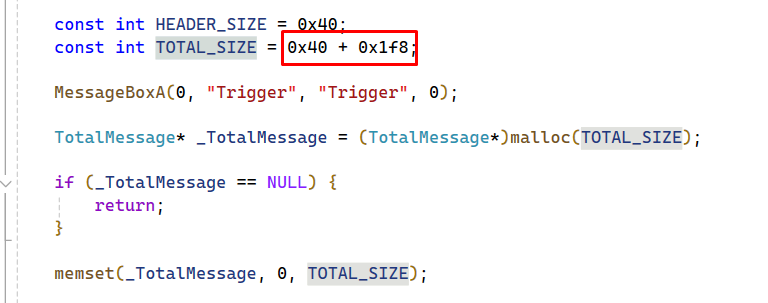 const int HEADER_SIZE = 0x40;
const int TOTAL_SIZE = 0x40 + 0x1f8;
MessageBoxA(0, "Trigger", "Trigger", 0);
TotalMessage* _TotalMessage = (TotalMessage*)malloc(TOTAL_SIZE);
if (_TotalMessage == NULL) {
    return;
}
memset(_TotalMessage, 0, TOTAL_SIZE);